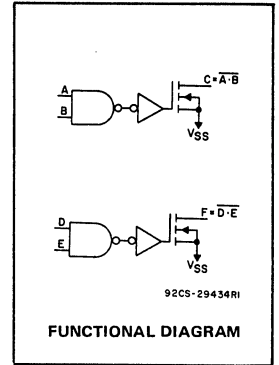 A
B
C = A̅·̅B̅
VSS
D
E
F = D̅·̅E̅
VSS
92CS-29434RI
FUNCTIONAL DIAGRAM